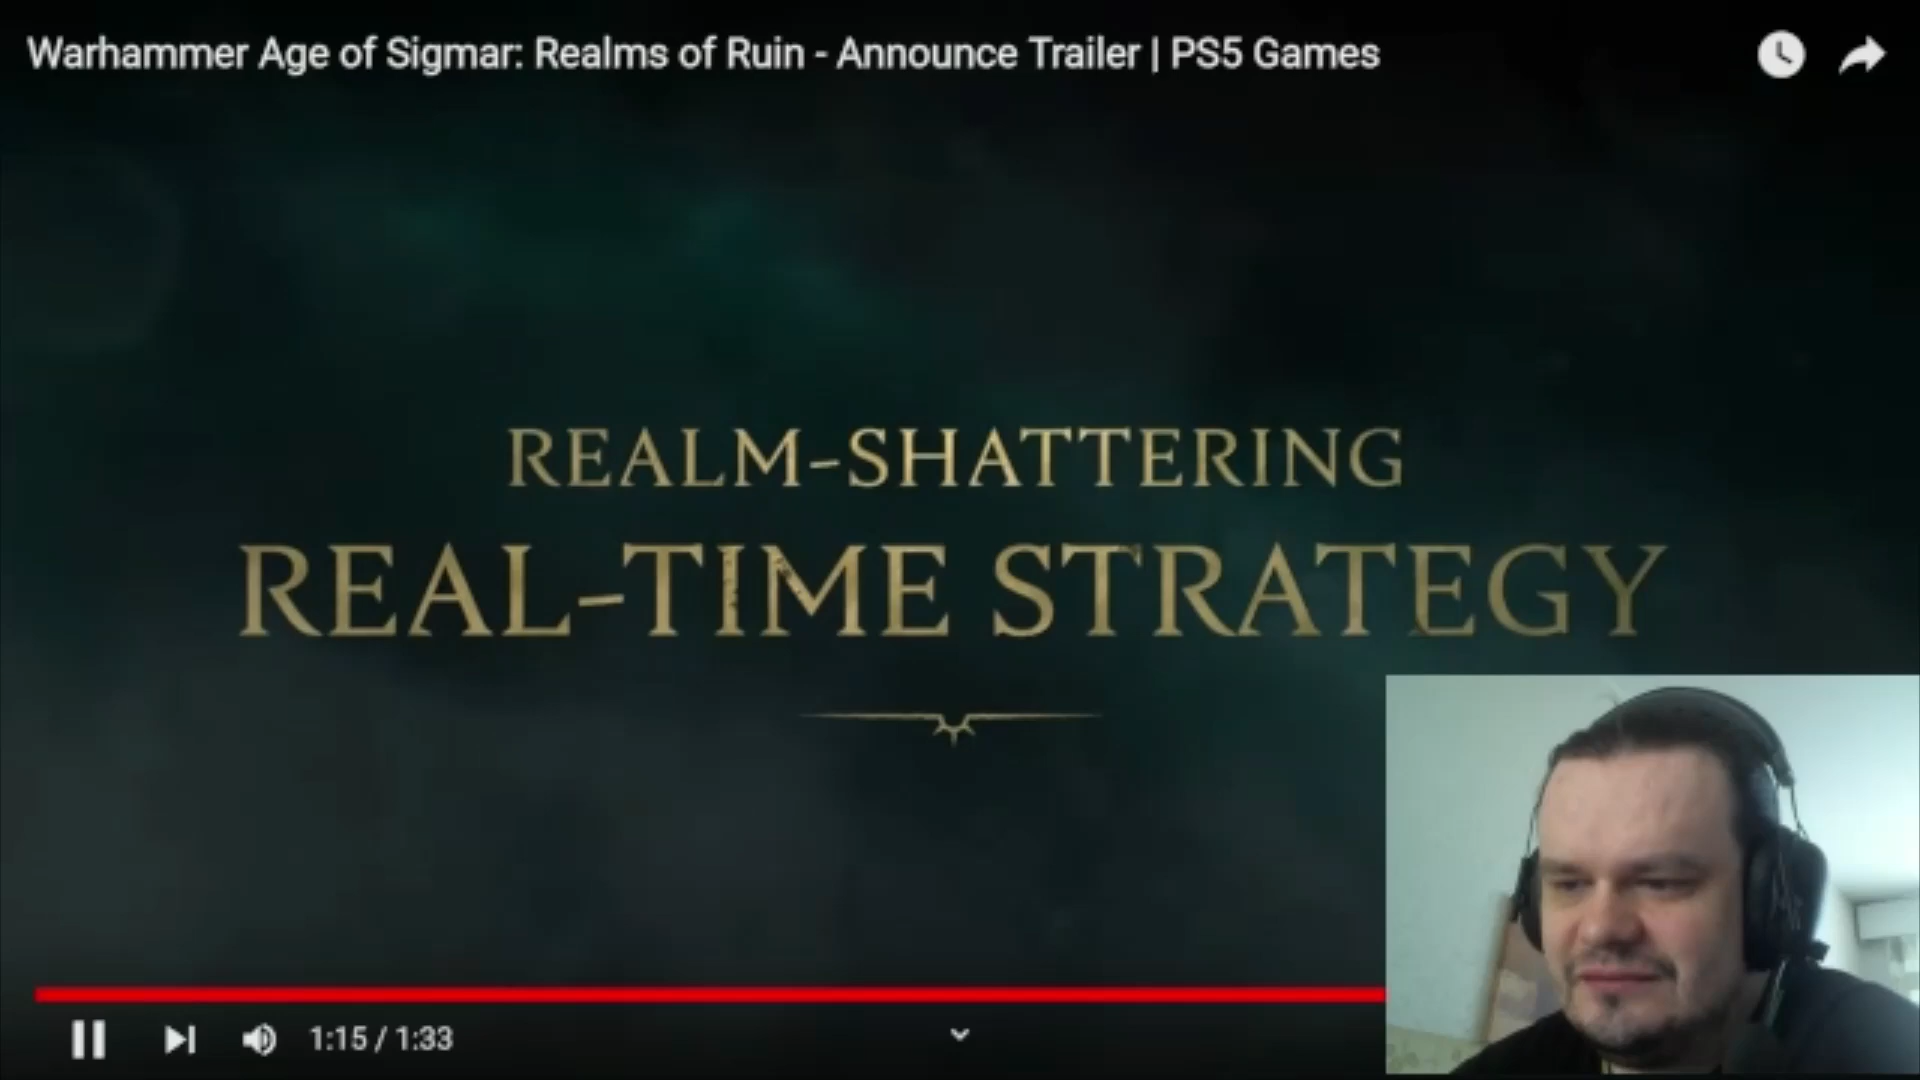 Warhammer Age of Sigmar: Realms of Ruin - Announce Trailer | PS5 Games
REALM-SHATTERING
REAL-TIME STRATEGY
1:15 / 1:33